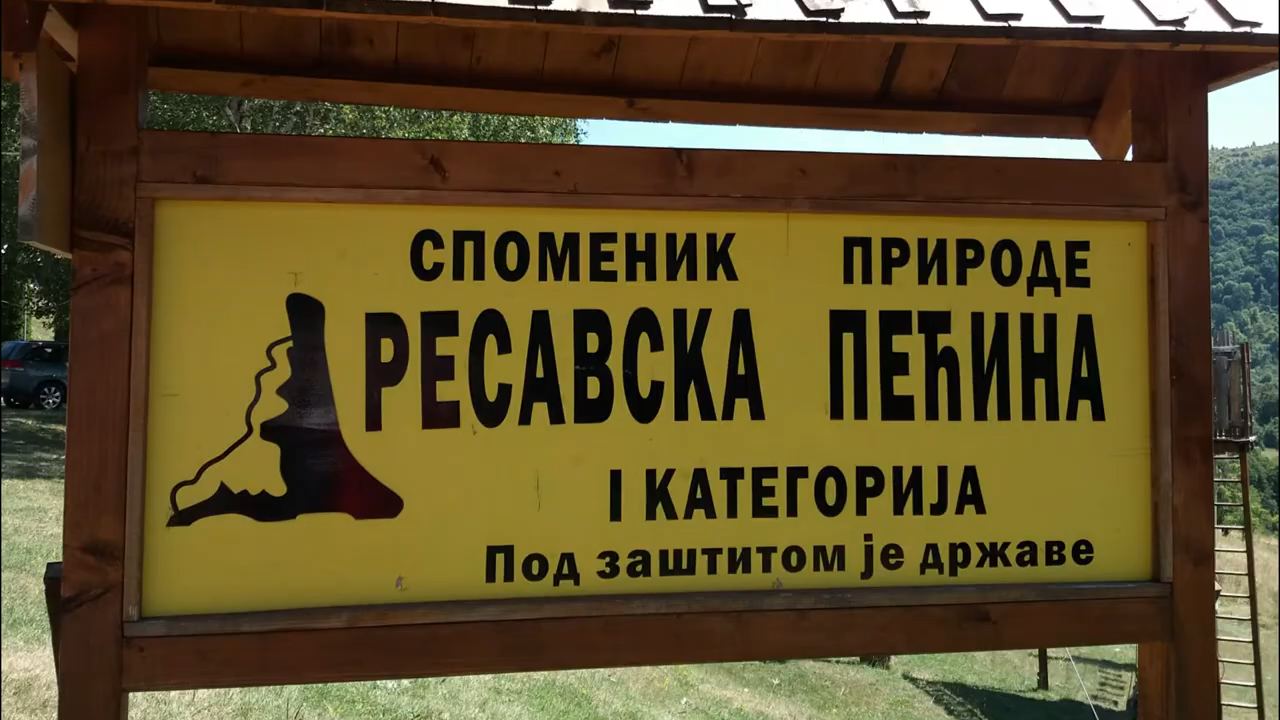 СПОМЕНИК ПРИРОДЕ
РЕСАВСКА ПЕЋИНА
I КАТЕГОРИЈА
Под заштитом је државе